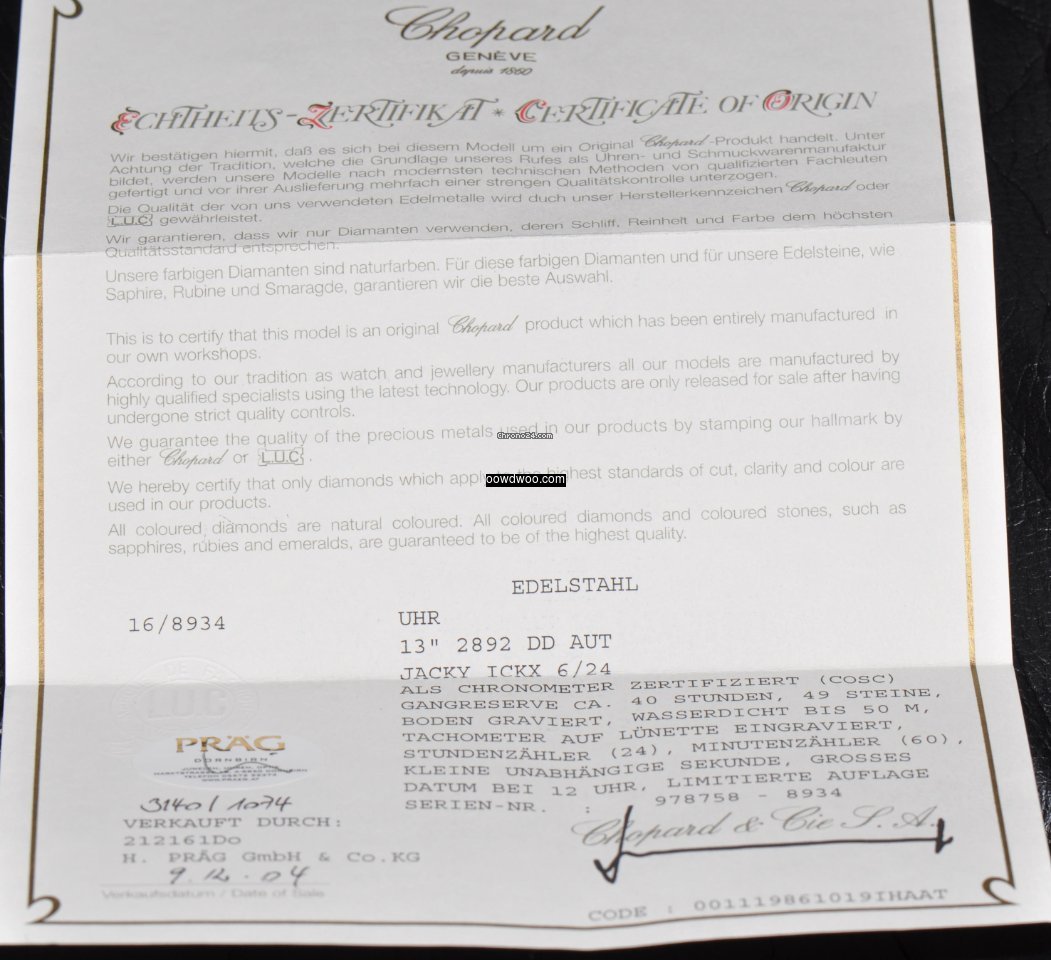 Chopard
GENÈVE
depuis 1860
ECHTHEITS-ZERTIFIKAT * CERTIFICATE OF ORIGIN
Wir bestätigen hiermit, daß es sich bei diesem Modell um ein Original Chopard-Produkt handelt. Unter
Achtung der Tradition, welche die Grundlage unseres Rufes als Uhren- und Schmuckwarenmanufaktur
bildet, werden unsere Modelle nach modernsten technischen Methoden von qualifizierten Fachleuten
gefertigt und vor ihrer Auslieferung mehrfach einer strengen Qualitätskontrolle unterzogen.
Die Qualität der von uns verwendeten Edelmetalle wird duch unser Herstellerkennzeichen Chopard oder
L.U.C gewährleistet.
Wir garantieren, dass wir nur Diamanten verwenden, deren Schliff, Reinheit und Farbe dem höchsten
Qualitätsstandard entsprechen.
Unsere farbigen Diamanten sind naturfarben. Für diese farbigen Diamanten und für unsere Edelsteine, wie
Saphire, Rubine und Smaragde, garantieren wir die beste Auswahl.
This is to certify that this model is an original Chopard product which has been entirely manufactured in
our own workshops.
According to our tradition as watch and jewellery manufacturers all our models are manufactured by
highly qualified specialists using the latest technology. Our products are only released for sale after having
undergone strict quality controls.
We guarantee the quality of the precious metals used in our products by stamping our hallmark by
Chrono24.com
either Chopard or L.U.C.
We hereby certify that only diamonds which apply to the highest standards of cut, clarity and colour are
oowdwoo.com
used in our products.
All coloured diamonds are natural coloured. All coloured diamonds and coloured stones, such as
sapphires, rubies and emeralds, are guaranteed to be of the highest quality.
EDELSTAHL
16/8934
UHR
13" 2892 DD AUT
JACKY ICKX 6/24
ALS CHRONOMETER ZERTIFIZIERT (COSC)
GANGRESERVE CA. 40 STUNDEN, 49 STEINE,
BODEN GRAVIERT, WASSERDICHT BIS 50 M,
TACHOMETER AUF LÜNETTE EINGRAVIERT,
STUNDENZÄHLER (24), MINUTENZÄHLER (60),
KLEINE UNABHÄNGIGE SEKUNDE, GROSSES
DATUM BEI 12 UHR, LIMITIERTE AUFLAGE
SERIEN-NR. : 978758 - 8934
Chopard & Cie S.A.
L.U.C
PRÄG
DORNBIRN
3140/1074
VERKAUFT DURCH:
212161Do
H. PRÄG GmbH & Co.KG
9.12.04
Verkaufsdatum / Date of Sale
CODE : 001119861019IHAAT